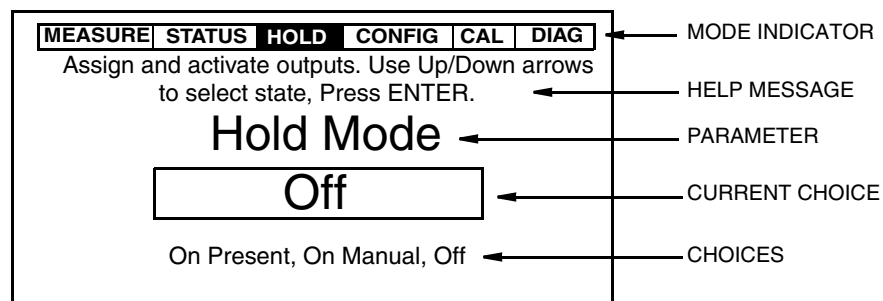 MEASURE STATUS HOLD CONFIG CAL DIAG MODE INDICATOR
Assign and activate outputs. Use Up/Down arrows
to select state, Press ENTER. HELP MESSAGE
Hold Mode PARAMETER
Off CURRENT CHOICE
On Present, On Manual, Off CHOICES